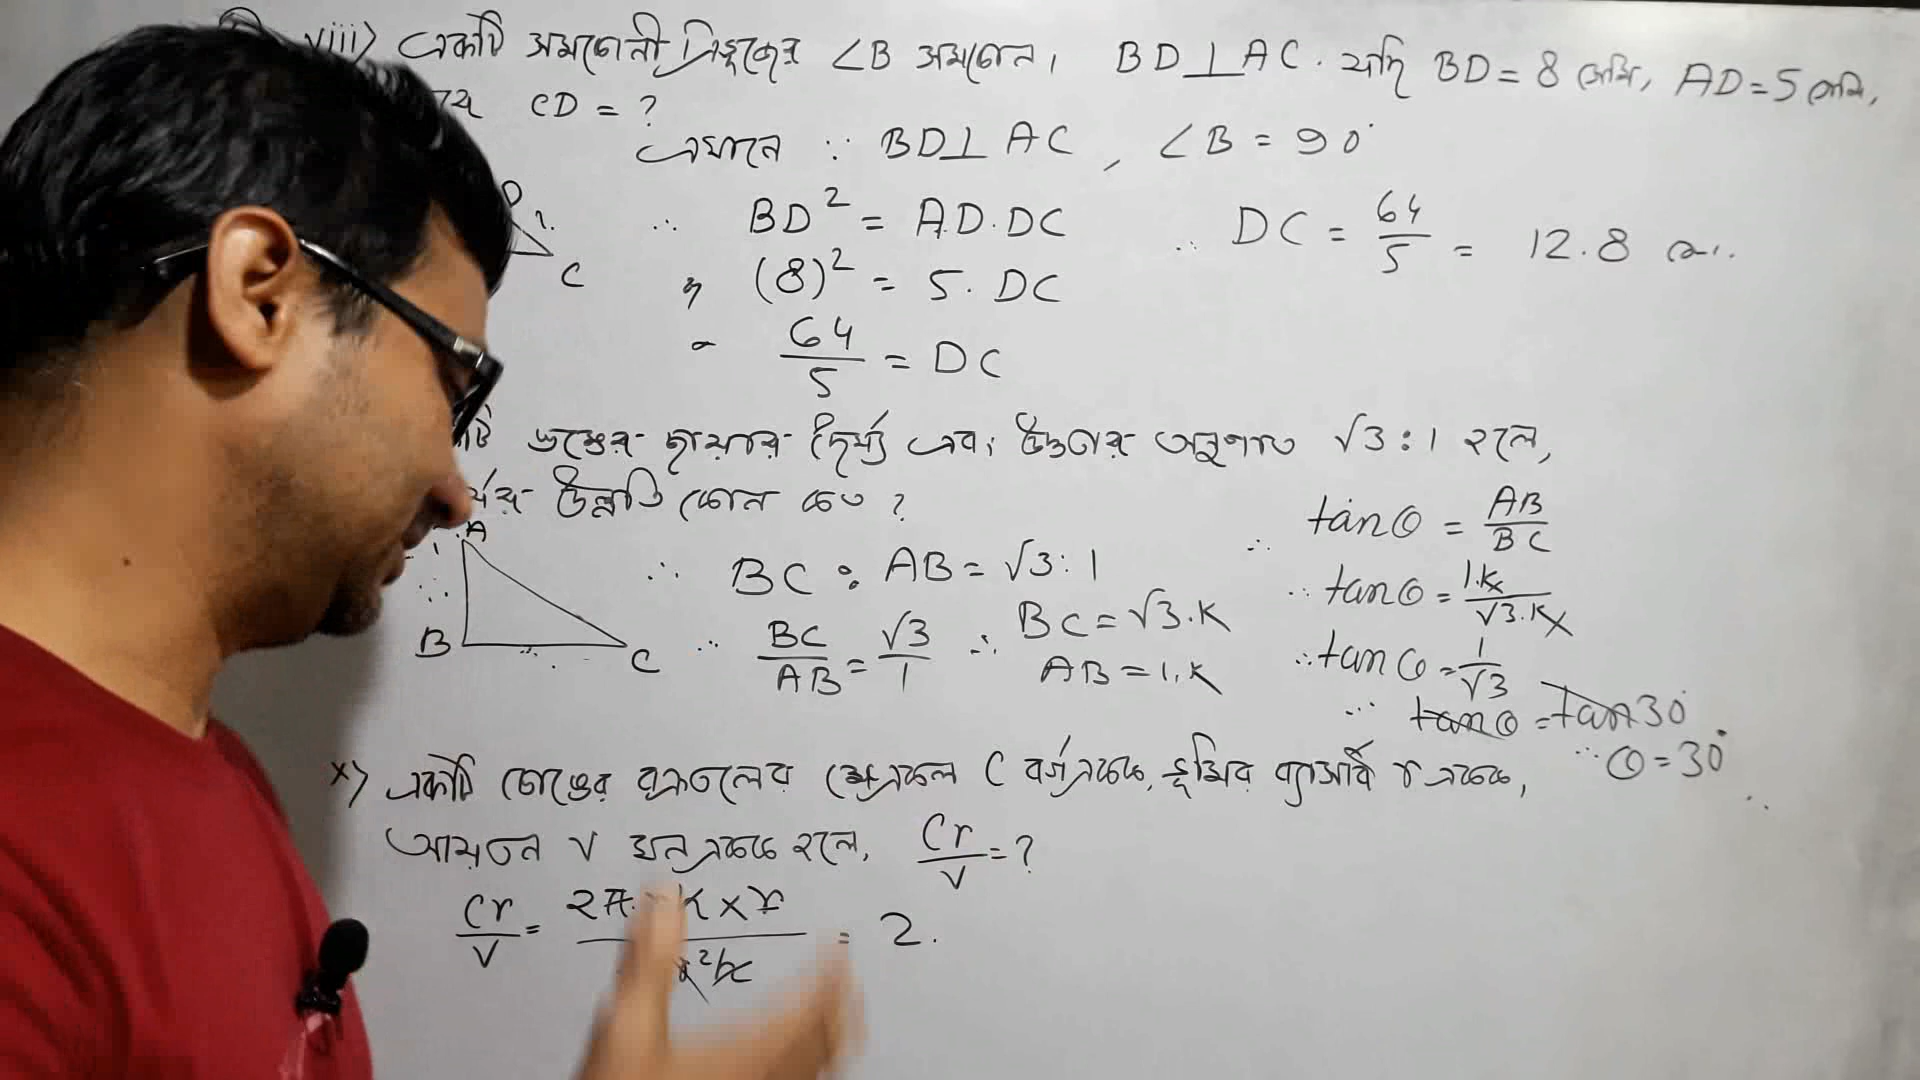 viii) একটি সমকোনী ত্রিভুজের ∠B সমকোন। BD⊥AC. যদি BD = 8 সেমি, AD = 5 সেমি,
CD = ?
এখানে ∵ BD⊥AC, ∠B = 90°
D
C
∴ BD² = AD.DC
(8)² = 5. DC
64/5 = DC
∴ DC = 64/5 = 12.8
স্তম্ভের ছায়ার দৈর্ঘ্য এবং উচ্চতার অনুপাত √3 : 1 হলে,
উন্নতি কোন কত ?
A
B
C
∴ BC : AB = √3 : 1
∴ BC/AB = √3/1
∴ BC = √3.K
AB = 1.K
∴ tanθ = AB/BC
∴ tanθ = 1.K/√3.K
∴ tanθ = 1/√3
∴ tanθ = tan30°
∴ θ = 30°
x) একটি চোঙের বক্রতলের ক্ষেত্রফল C বর্গএকক, ভূমির ব্যাসার্ধ r একক,
আয়তন V ঘনএকক হলে, Cr/V = ?
Cr/V =
× r
= 2.